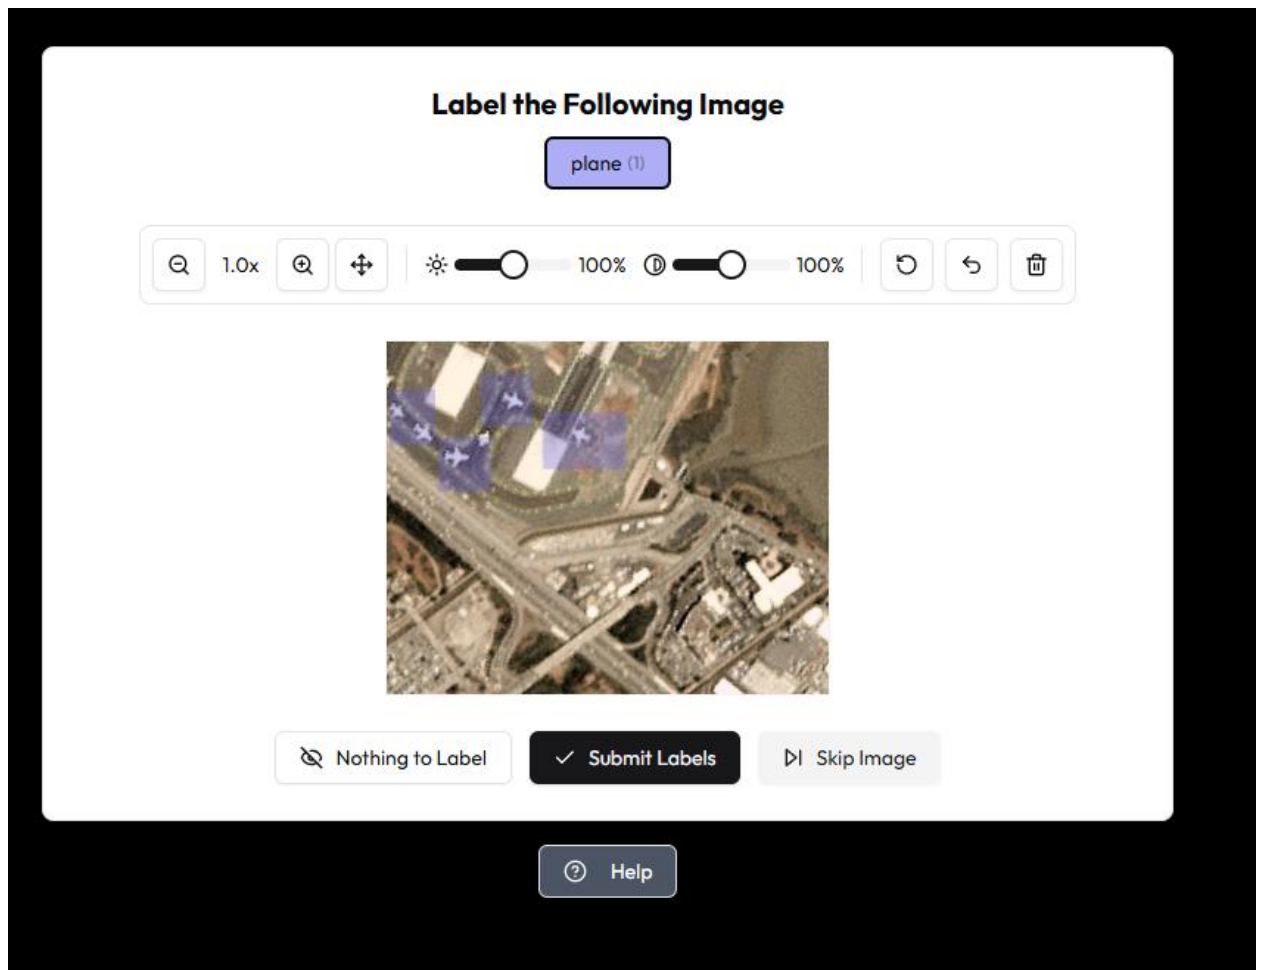 Label the Following Image
plane (1)
1.0x 100% 100%
Nothing to Label Submit Labels Skip Image
Help